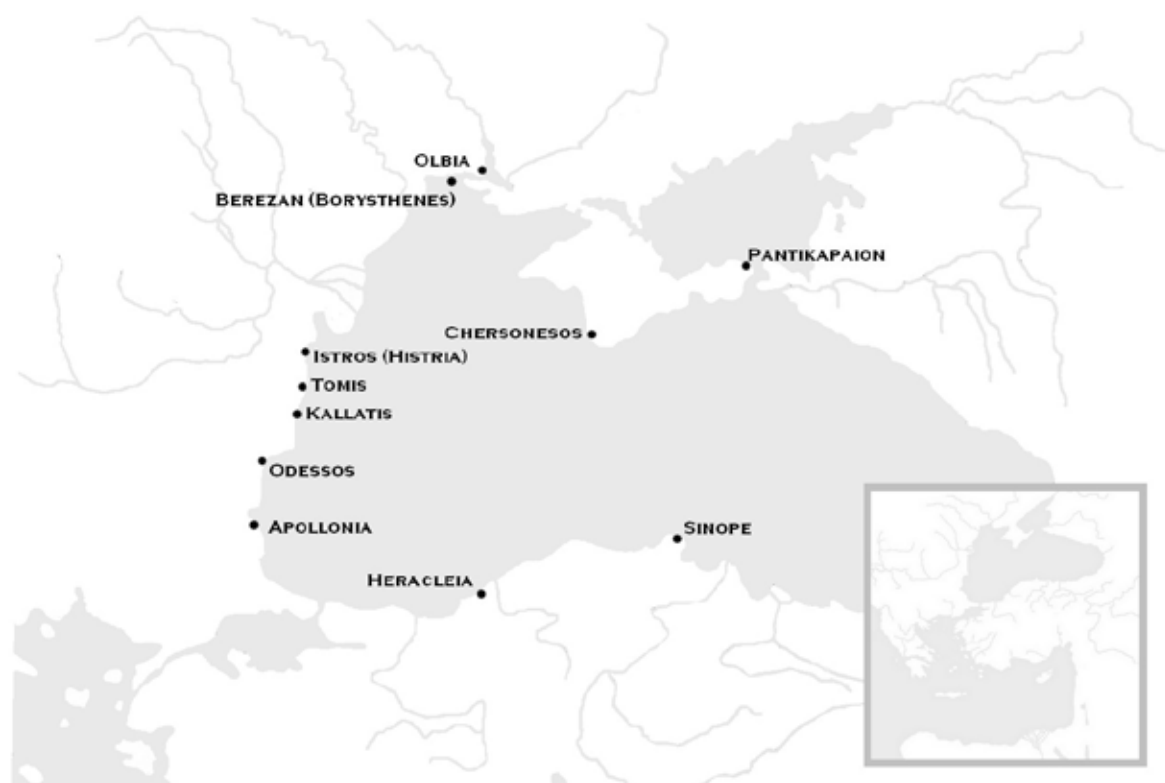 Olbia
Berezan (Borysthenes)
Pantikapaion
Chersonesos
Istros (Histria)
Tomis
Kallatis
Odessos
Apollonia
Sinope
Heracleia